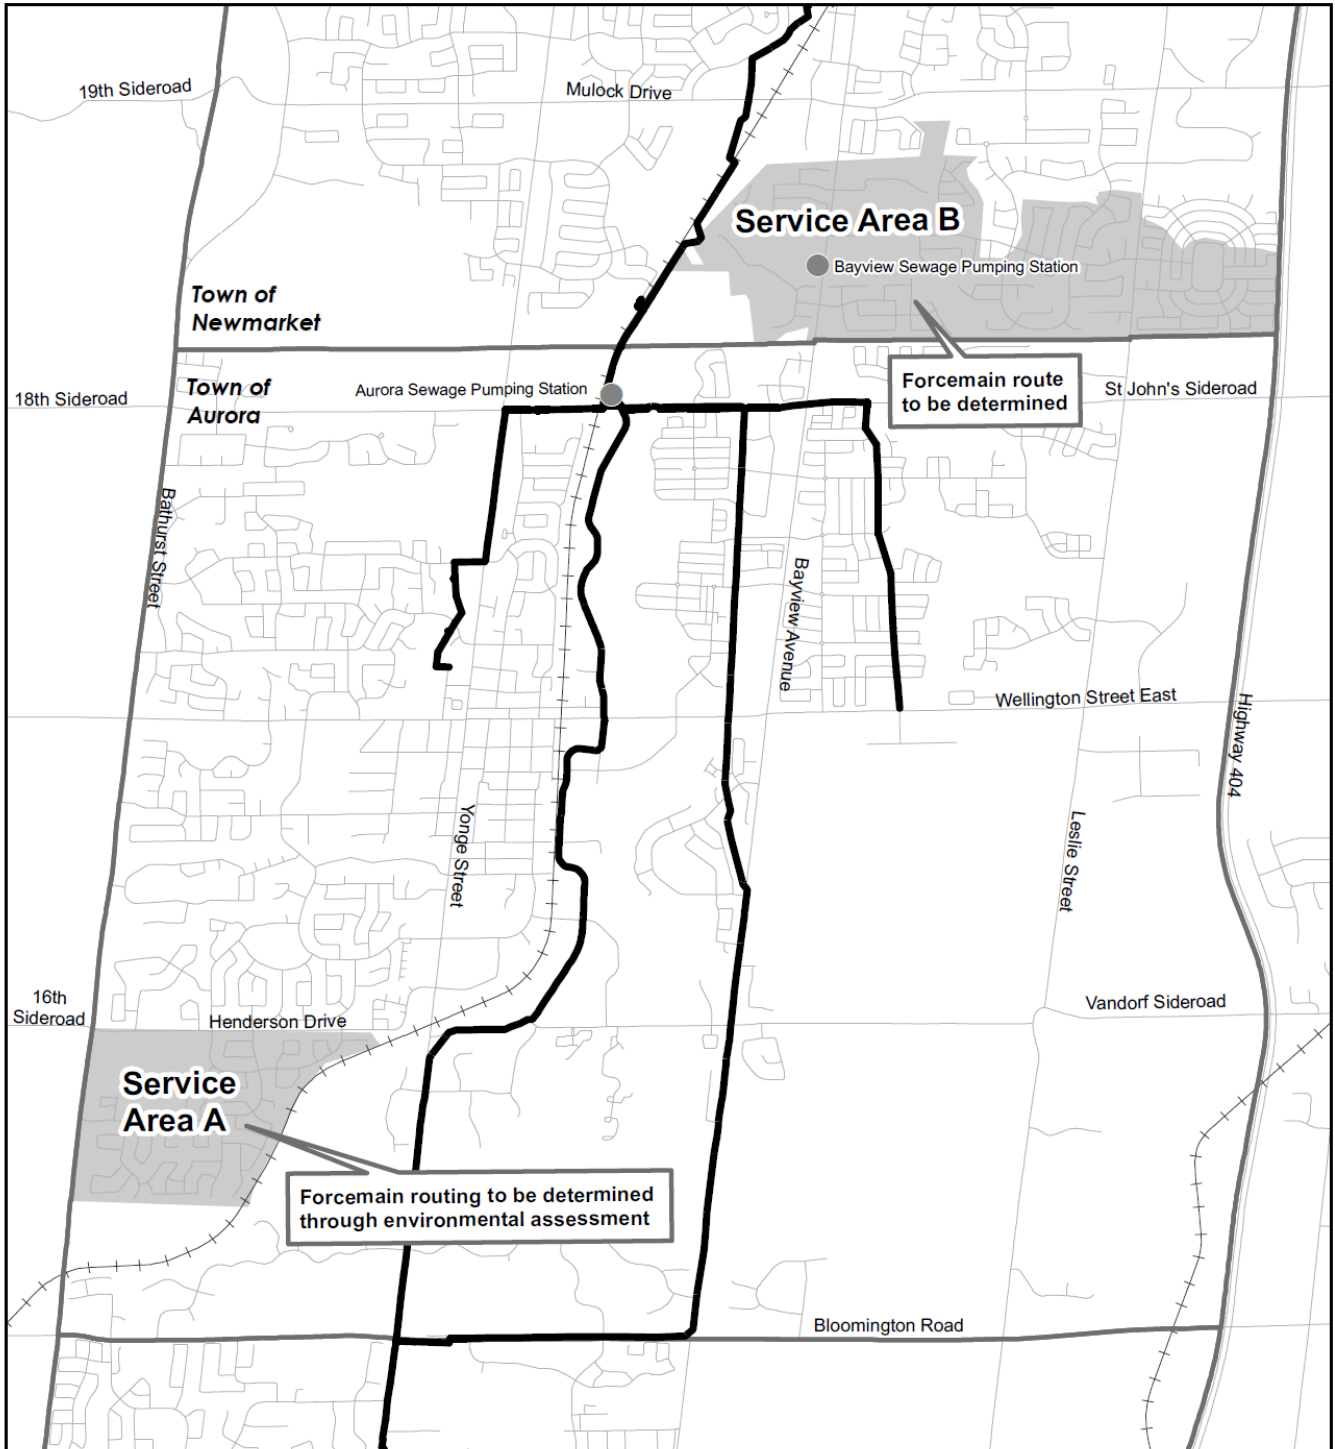 19th Sideroad
Mulock Drive
Service Area B
Bayview Sewage Pumping Station
Town of
Newmarket
Town of
Aurora
18th Sideroad
Aurora Sewage Pumping Station
Forcemain route
to be determined
St John's Sideroad
Bathurst Street
Bayview Avenue
Wellington Street East
Highway 404
Yonge Street
Leslie Street
16th
Sideroad
Henderson Drive
Vandorf Sideroad
Service
Area A
Forcemain routing to be determined
through environmental assessment
Bloomington Road